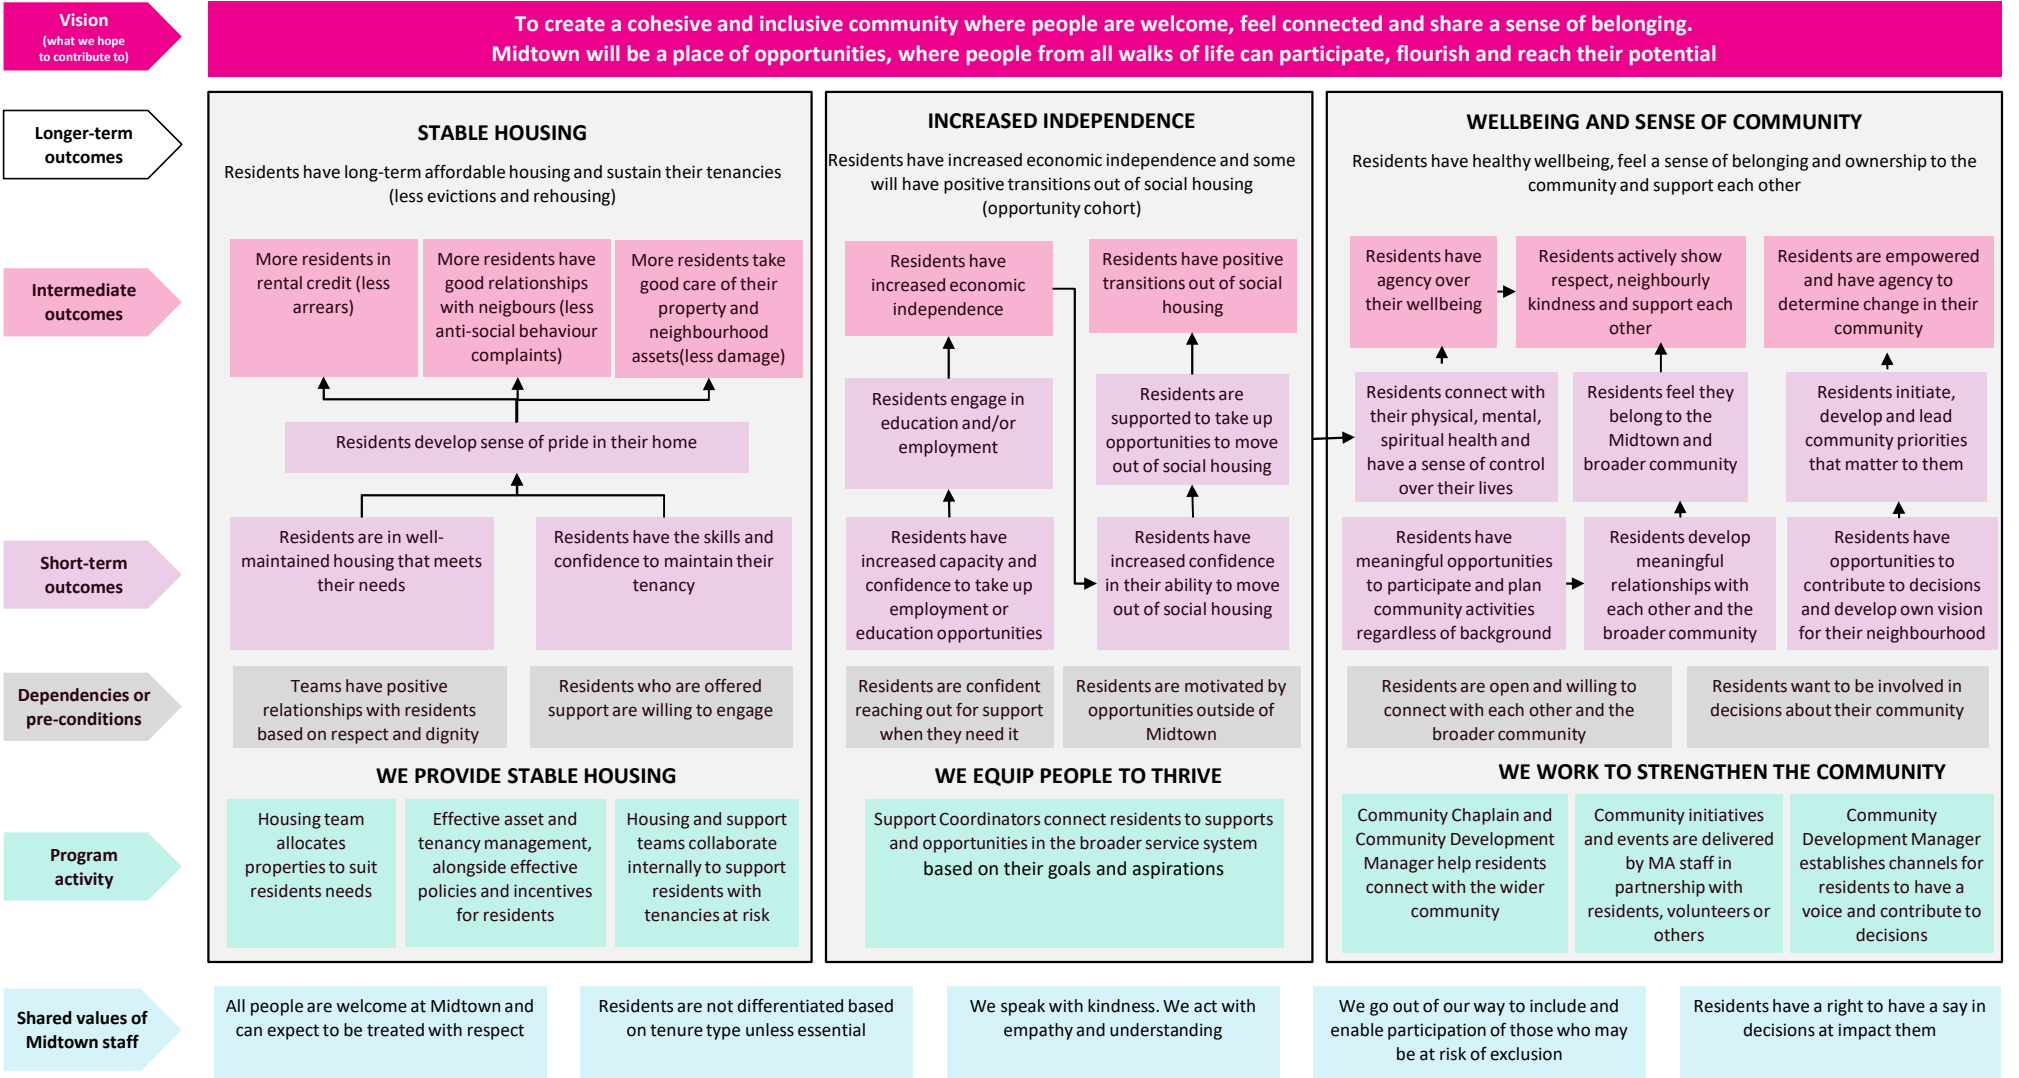 Vision
(what we hope
to contribute to)
To create a cohesive and inclusive community where people are welcome, feel connected and share a sense of belonging.
Midtown will be a place of opportunities, where people from all walks of life can participate, flourish and reach their potential
Longer-term
outcomes
STABLE HOUSING
Residents have long-term affordable housing and sustain their tenancies
(less evictions and rehousing)
INCREASED INDEPENDENCE
Residents have increased economic independence and some
will have positive transitions out of social housing
(opportunity cohort)
WELLBEING AND SENSE OF COMMUNITY
Residents have healthy wellbeing, feel a sense of belonging and ownership to the
community and support each other
Intermediate
outcomes
More residents in
rental credit (less
arrears)
More residents have
good relationships
with neigbours (less
anti-social behaviour
complaints)
More residents take
good care of their
property and
neighbourhood
assets(less damage)
Residents have
increased economic
independence
Residents have positive
transitions out of social
housing
Residents have
agency over
their wellbeing
Residents actively show
respect, neighbourly
kindness and support each
other
Residents are empowered
and have agency to
determine change in their
community
Residents develop sense of pride in their home
Residents engage in
education and/or
employment
Residents are
supported to take up
opportunities to move
out of social housing
Residents connect with
their physical, mental,
spiritual health and
have a sense of control
over their lives
Residents feel they
belong to the
Midtown and
broader community
Residents initiate,
develop and lead
community priorities
that matter to them
Short-term
outcomes
Residents are in well-
maintained housing that meets
their needs
Residents have the skills and
confidence to maintain their
tenancy
Residents have
increased capacity and
confidence to take up
employment or
education opportunities
Residents have
increased confidence
in their ability to move
out of social housing
Residents have
meaningful opportunities
to participate and plan
community activities
regardless of background
Residents develop
meaningful
relationships with
each other and the
broader community
Residents have
opportunities to
contribute to decisions
and develop own vision
for their neighbourhood
Dependencies or
pre-conditions
Teams have positive
relationships with residents
based on respect and dignity
Residents who are offered
support are willing to engage
Residents are confident
reaching out for support
when they need it
Residents are motivated by
opportunities outside of
Midtown
Residents are open and willing to
connect with each other and the
broader community
Residents want to be involved in
decisions about their community
Program
activity
WE PROVIDE STABLE HOUSING
Housing team
allocates
properties to suit
residents needs
Effective asset and
tenancy management,
alongside effective
policies and incentives
for residents
Housing and support
teams collaborate
internally to support
residents with
tenancies at risk
WE EQUIP PEOPLE TO THRIVE
Support Coordinators connect residents to supports
and opportunities in the broader service system
based on their goals and aspirations
WE WORK TO STRENGTHEN THE COMMUNITY
Community Chaplain and
Community Development
Manager help residents
connect with the wider
community
Community initiatives
and events are delivered
by MA staff in
partnership with
residents, volunteers or
others
Community
Development Manager
establishes channels for
residents to have a
voice and contribute to
decisions
Shared values of
Midtown staff
All people are welcome at Midtown and
can expect to be treated with respect
Residents are not differentiated based
on tenure type unless essential
We speak with kindness. We act with
empathy and understanding
We go out of our way to include and
enable participation of those who may
be at risk of exclusion
Residents have a right to have a say in
decisions at impact them